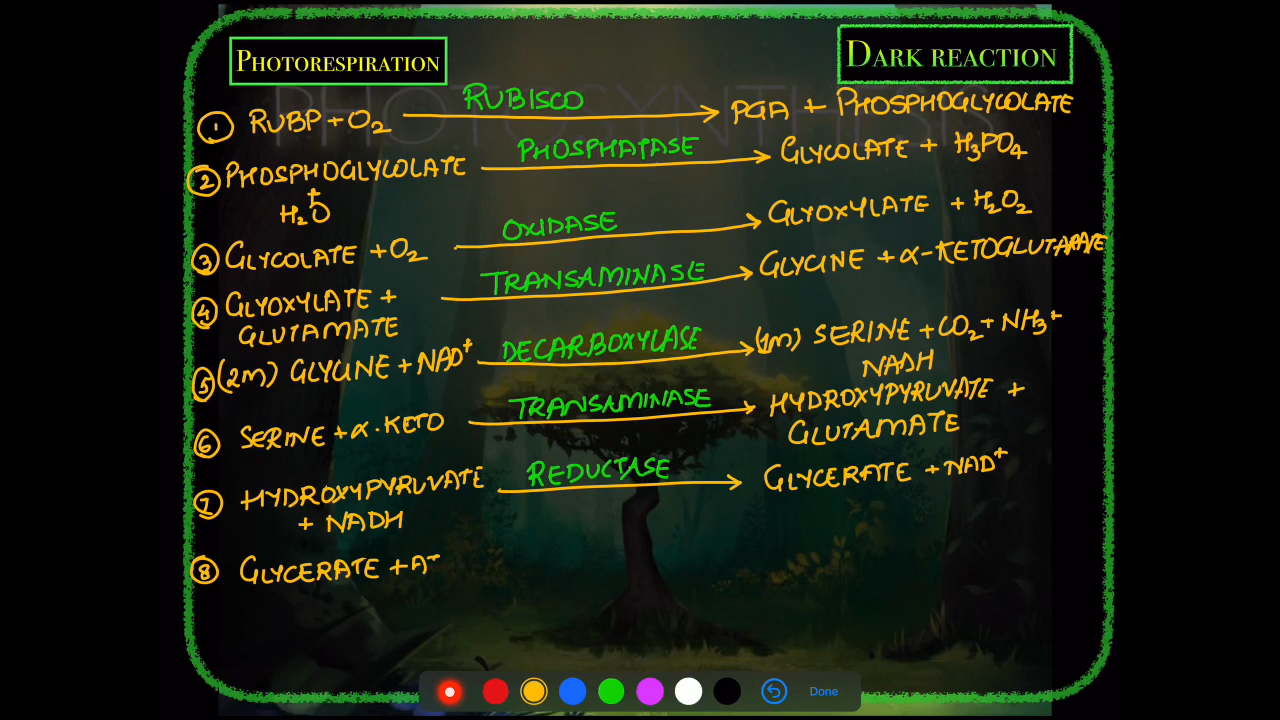 PHOTORESPIRATION
DARK REACTION
PHOTOSYNTHESIS
① RUBP + O2 RUBISCO PGA + PHOSPHOGLYCOLATE
② PHOSPHOGLYCOLATE PHOSPHATASE GLYCOLATE + H3PO4
+
H2O
③ GLYCOLATE + O2 OXIDASE GLYOXYLATE + H2O2
④ GLYOXYLATE + TRANSAMINASE GLYCINE + α-KETOGLUTARATE
GLUTAMATE
⑤ (2M) GLYCINE + NAD+ DECARBOXYLASE (1M) SERINE + CO2 + NH3 +
NADH
⑥ SERINE + α-KETO TRANSAMINASE HYDROXYPYRUVATE +
GLUTAMATE
⑦ HYDROXYPYRUVATE REDUCTASE GLYCERATE + NAD+
+ NADH
⑧ GLYCERATE + AT
Done